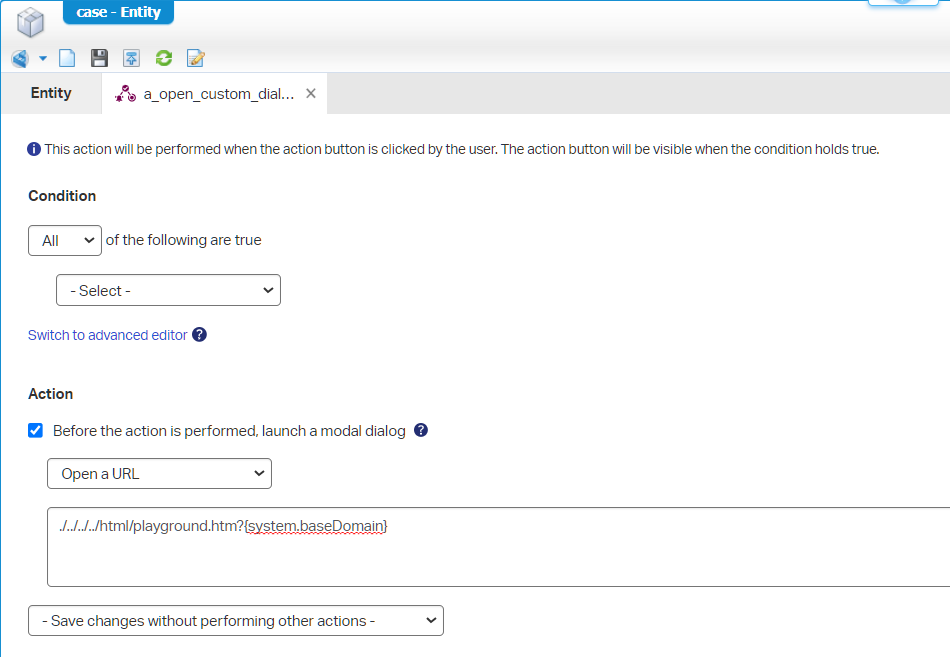 case - Entity
Entity
a_open_custom_dial...
This action will be performed when the action button is clicked by the user. The action button will be visible when the condition holds true.
Condition
All of the following are true
- Select -
Switch to advanced editor
Action
Before the action is performed, launch a modal dialog
Open a URL
./../../../html/playground.htm?{system.baseDomain}
- Save changes without performing other actions -